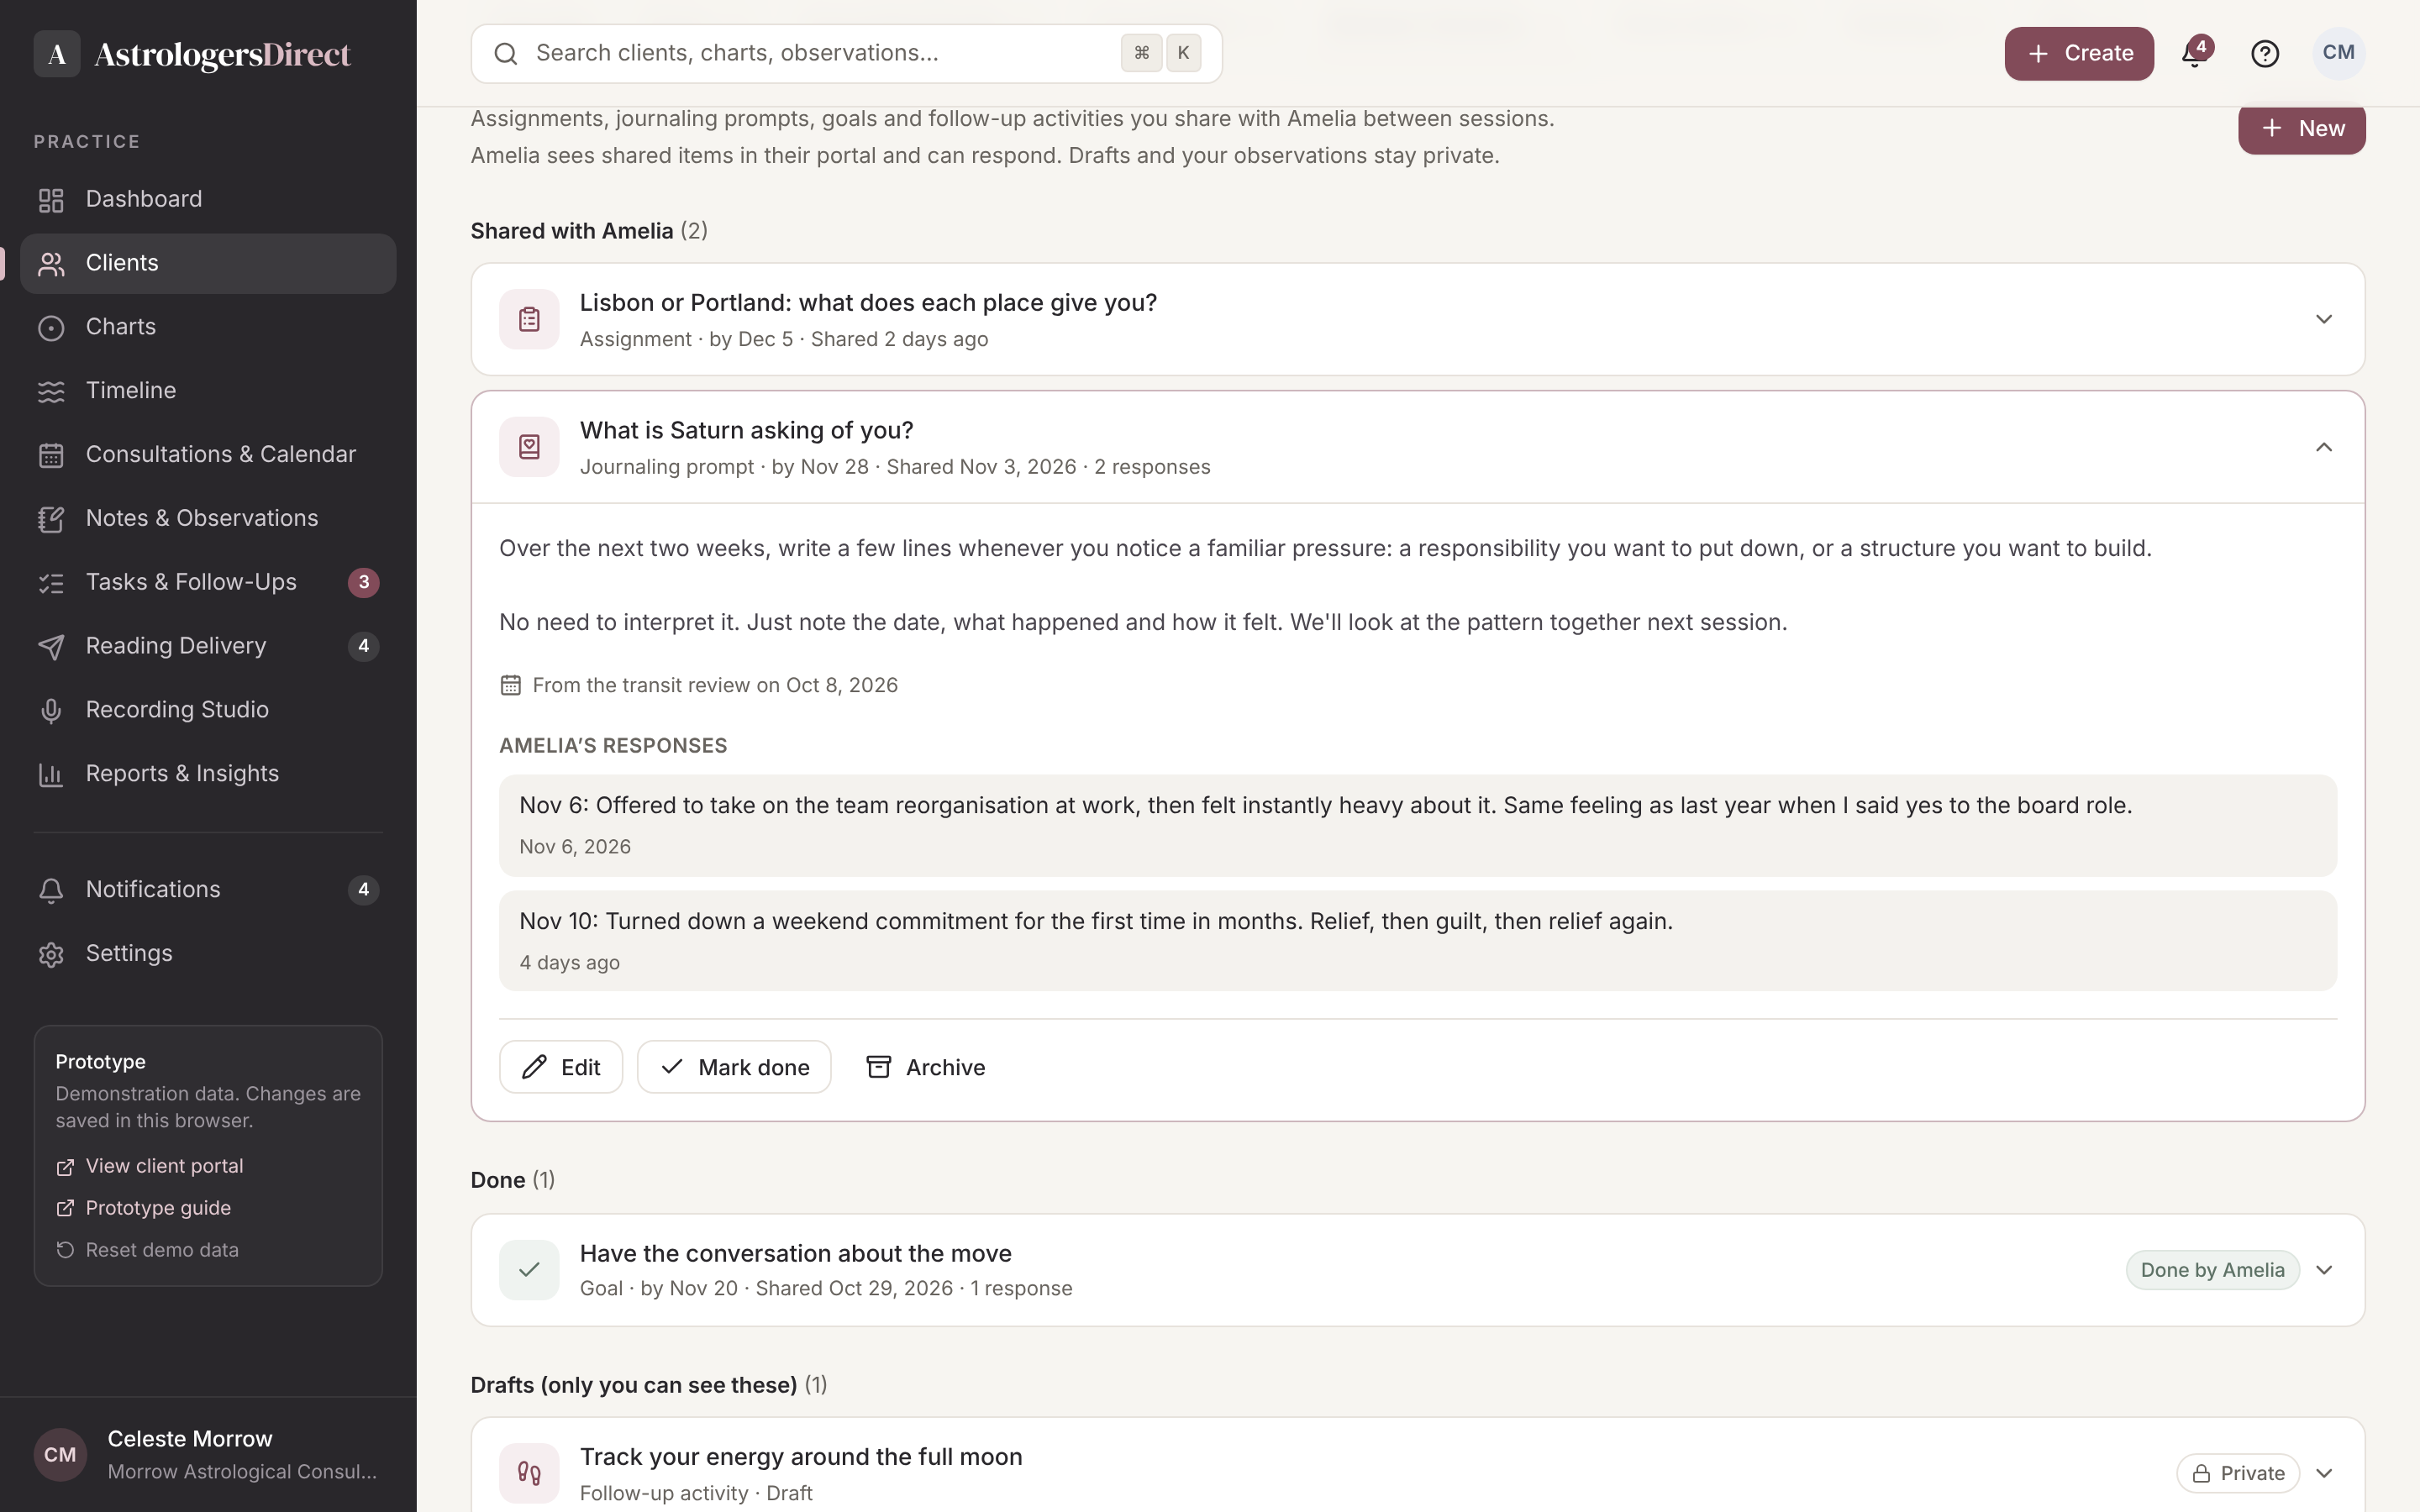 A AstrologersDirect
PRACTICE
Dashboard
Clients
Charts
Timeline
Consultations & Calendar
Notes & Observations
Tasks & Follow-Ups 3
Reading Delivery 4
Recording Studio
Reports & Insights
Notifications 4
Settings
Prototype
Demonstration data. Changes are
saved in this browser.
View client portal
Prototype guide
Reset demo data
CM
Celeste Morrow
Morrow Astrological Consul...
Search clients, charts, observations...
⌘ K
+ Create
4
?
CM
Assignments, journaling prompts, goals and follow-up activities you share with Amelia between sessions.
Amelia sees shared items in their portal and can respond. Drafts and your observations stay private.
+ New
Shared with Amelia (2)
Lisbon or Portland: what does each place give you?
Assignment · by Dec 5 · Shared 2 days ago
What is Saturn asking of you?
Journaling prompt · by Nov 28 · Shared Nov 3, 2026 · 2 responses
Over the next two weeks, write a few lines whenever you notice a familiar pressure: a responsibility you want to put down, or a structure you want to build.
No need to interpret it. Just note the date, what happened and how it felt. We'll look at the pattern together next session.
From the transit review on Oct 8, 2026
AMELIA’S RESPONSES
Nov 6: Offered to take on the team reorganisation at work, then felt instantly heavy about it. Same feeling as last year when I said yes to the board role.
Nov 6, 2026
Nov 10: Turned down a weekend commitment for the first time in months. Relief, then guilt, then relief again.
4 days ago
Edit
Mark done
Archive
Done (1)
Have the conversation about the move
Goal · by Nov 20 · Shared Oct 29, 2026 · 1 response
Done by Amelia
Drafts (only you can see these) (1)
Track your energy around the full moon
Follow-up activity · Draft
Private